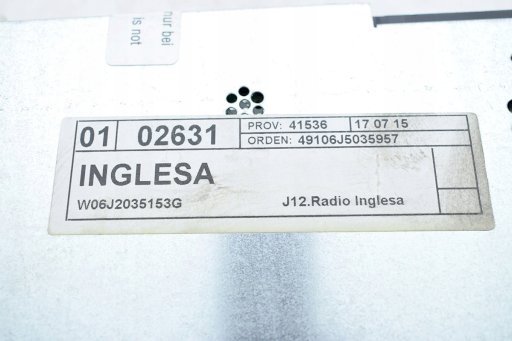 nur bei
is not
01 02631 PROV: 41536 17 07 15
ORDEN: 49106J5035957
INGLESA
W06J2035153G J12.Radio Inglesa